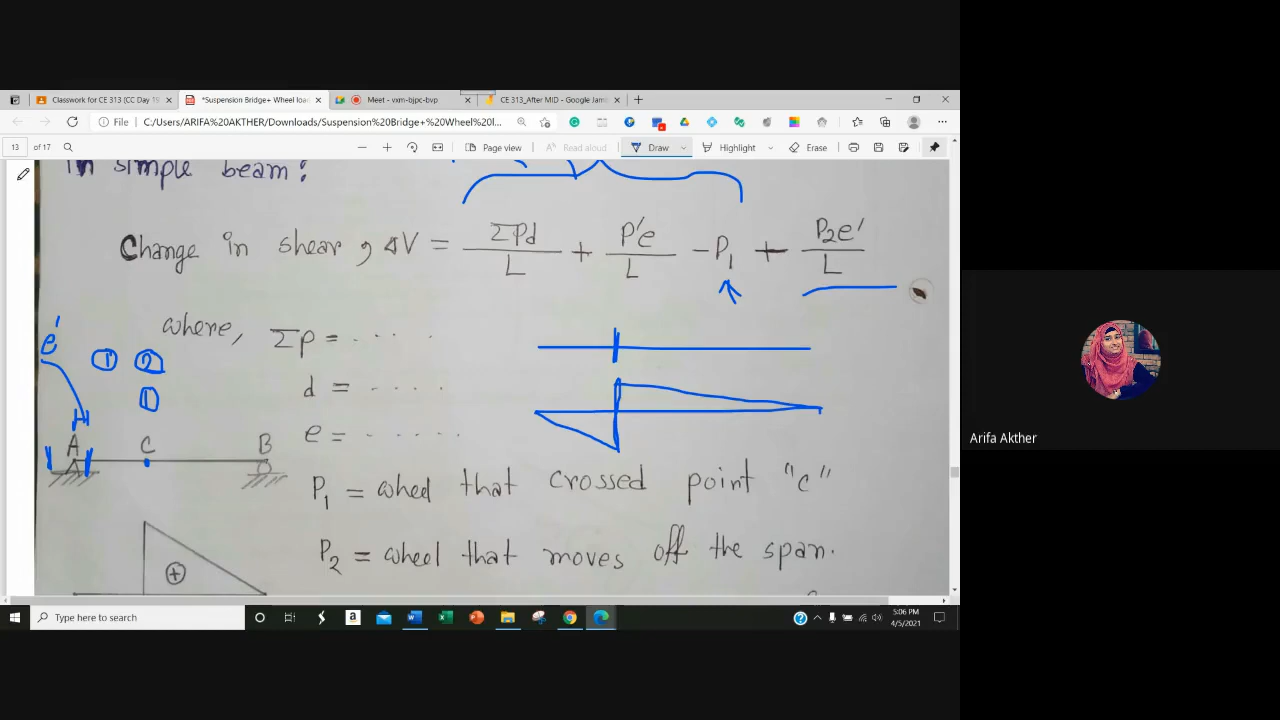 Classwork for CE 313 (CC Day 19
*Suspension Bridge+ Wheel loa
Meet - vxm-bjpc-bvp
CE 313_After MID - Google Jam
File
C:/Users/ARIFA%20AKTHER/Downloads/Suspension%20Bridge+%20Wheel%20l...
13 of 17
Page view
Read aloud
Draw
Highlight
Erase
in simple beam:
Change in shear, ΔV = ΣPd/L + P'e/L - P₁ + P₂e'/L
where, ΣP = ....
e'
1 2
d = ....
1
e = .....
A C B
P₁ = wheel that crossed point "c"
P₂ = wheel that moves off the span.
+
Arifa Akther
Type here to search
5:06 PM
4/5/2021